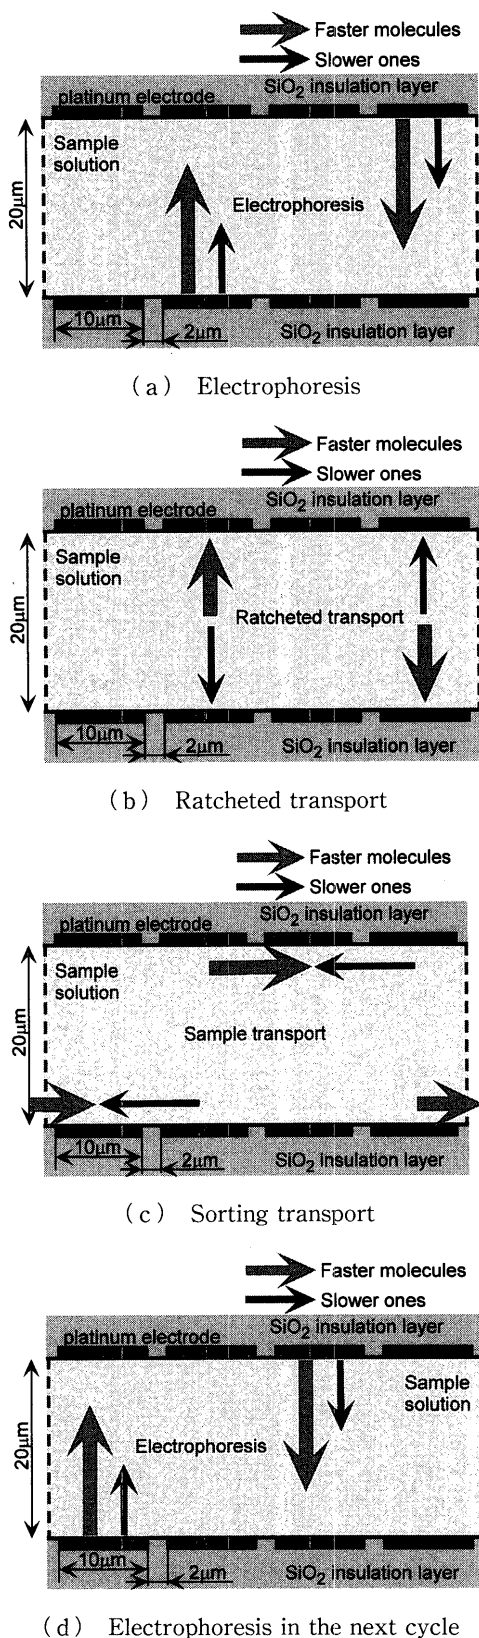 Faster molecules
Slower ones
SiO₂ insulation layer
platinum electrode
Sample
solution
20μm
Electrophoresis
10μm
2μm
SiO₂ insulation layer
(a) Electrophoresis
Faster molecules
Slower ones
SiO₂ insulation layer
platinum electrode
Sample
solution
20μm
Ratcheted transport
10μm
2μm
SiO₂ insulation layer
(b) Ratcheted transport
Faster molecules
Slower ones
SiO₂ insulation layer
platinum electrode
Sample
solution
20μm
Sample transport
10μm
2μm
SiO₂ insulation layer
(c) Sorting transport
Faster molecules
Slower ones
SiO₂ insulation layer
platinum electrode
Sample
solution
20μm
Electrophoresis
10μm
2μm
SiO₂ insulation layer
(d) Electrophoresis in the next cycle